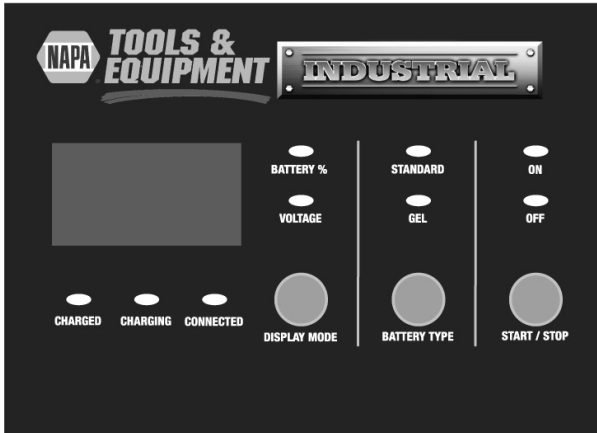 NAPA
TOOLS &
EQUIPMENT
INDUSTRIAL
BATTERY %
STANDARD
ON
VOLTAGE
GEL
OFF
CHARGED
CHARGING
CONNECTED
DISPLAY MODE
BATTERY TYPE
START / STOP